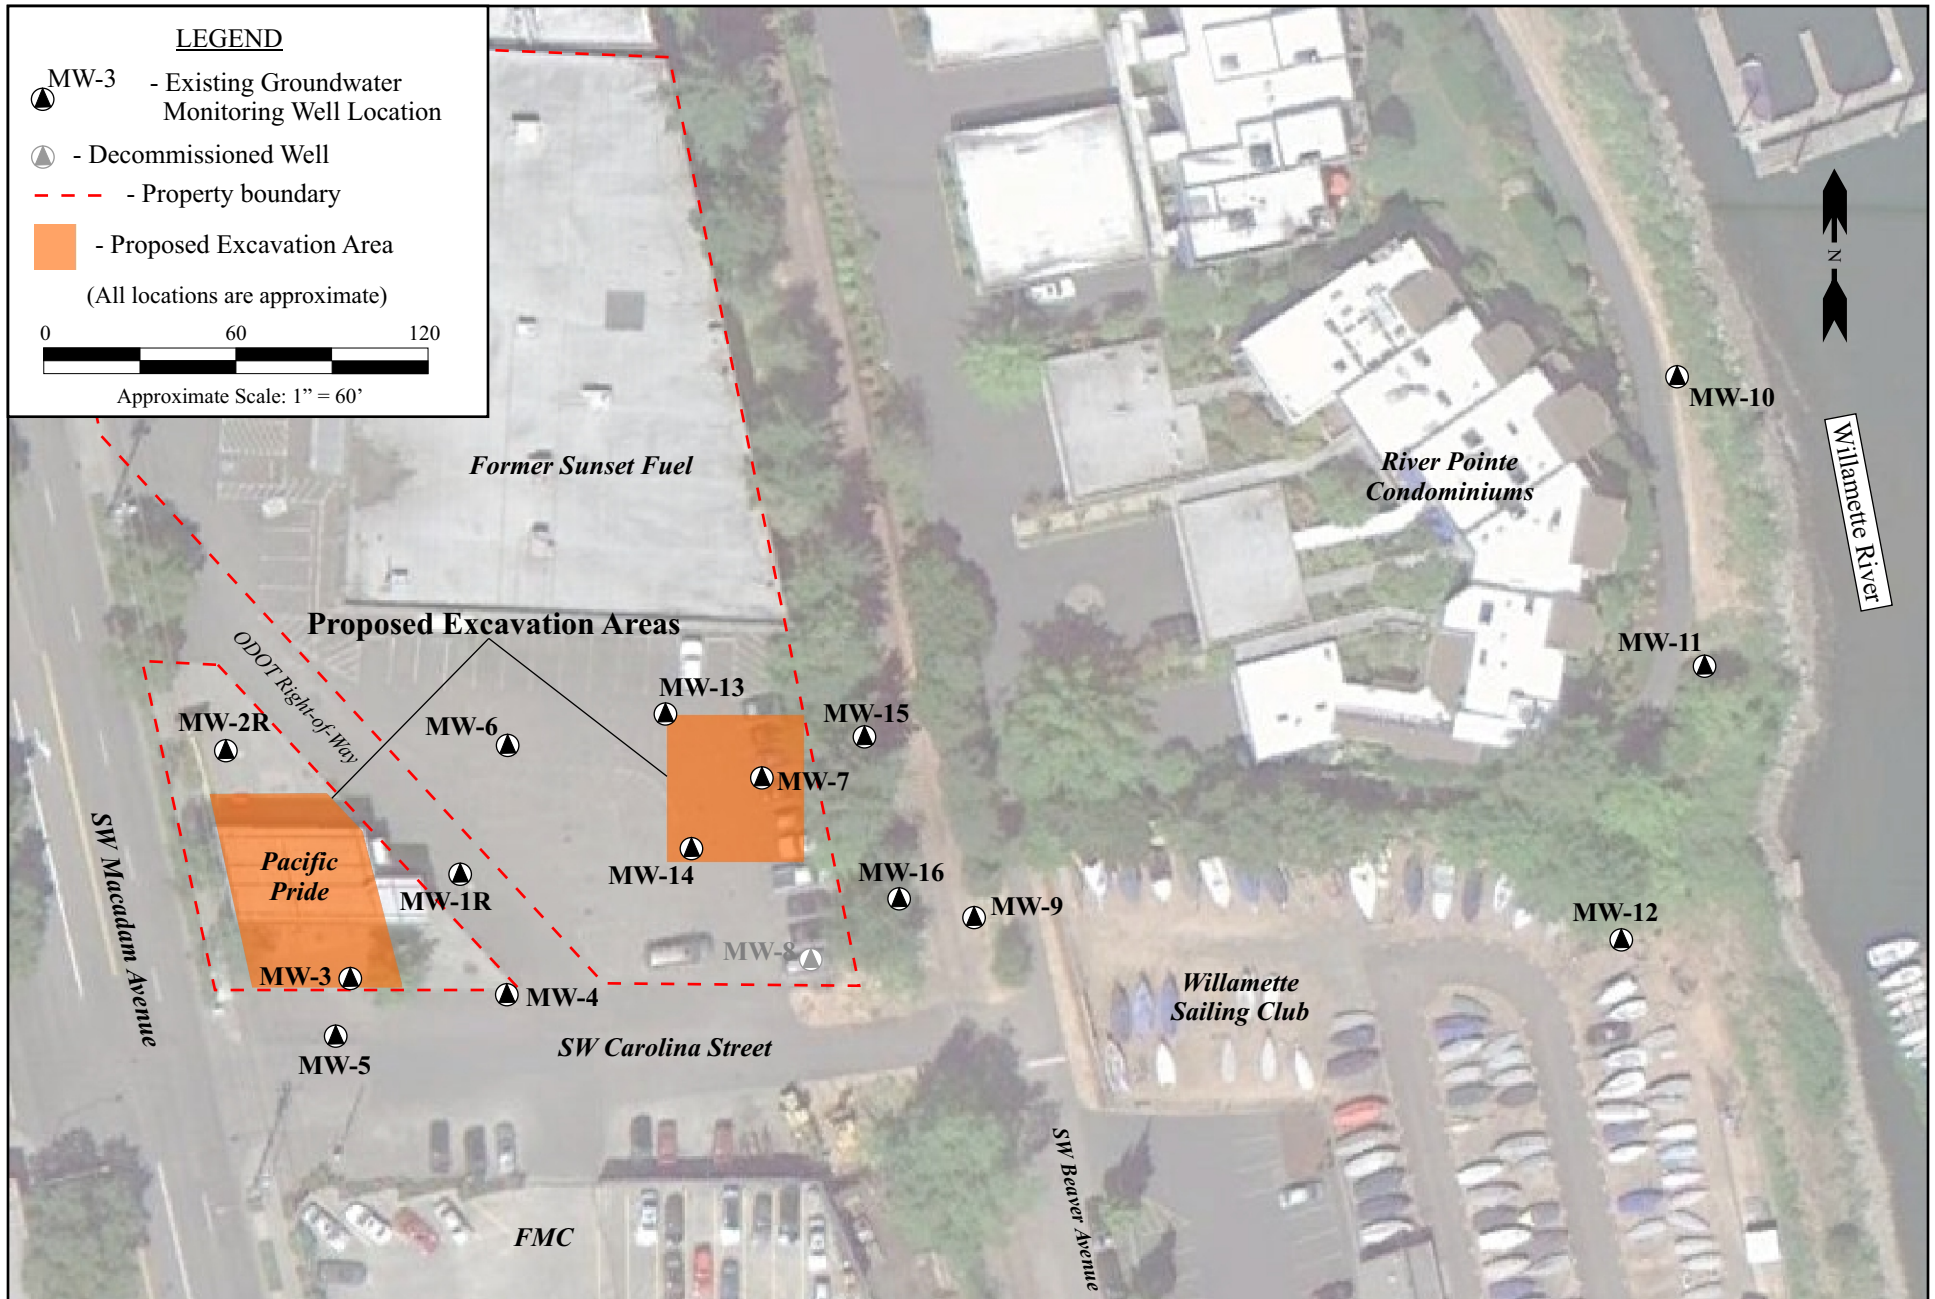 LEGEND
MW-3
- Existing Groundwater
Monitoring Well Location
- Decommissioned Well
- Property boundary
- Proposed Excavation Area
(All locations are approximate)
0 60 120
Approximate Scale: 1” = 60’
N
Former Sunset Fuel
River Pointe
Condominiums
MW-10
Willamette River
Proposed Excavation Areas
ODOT Right-of-Way
MW-11
MW-13
MW-2R
MW-6
MW-15
MW-7
SW Macadam Avenue
Pacific
Pride
MW-1R
MW-14
MW-16
MW-9
MW-12
MW-8
MW-3
MW-4
Willamette
Sailing Club
MW-5
SW Carolina Street
SW Beaver Avenue
FMC